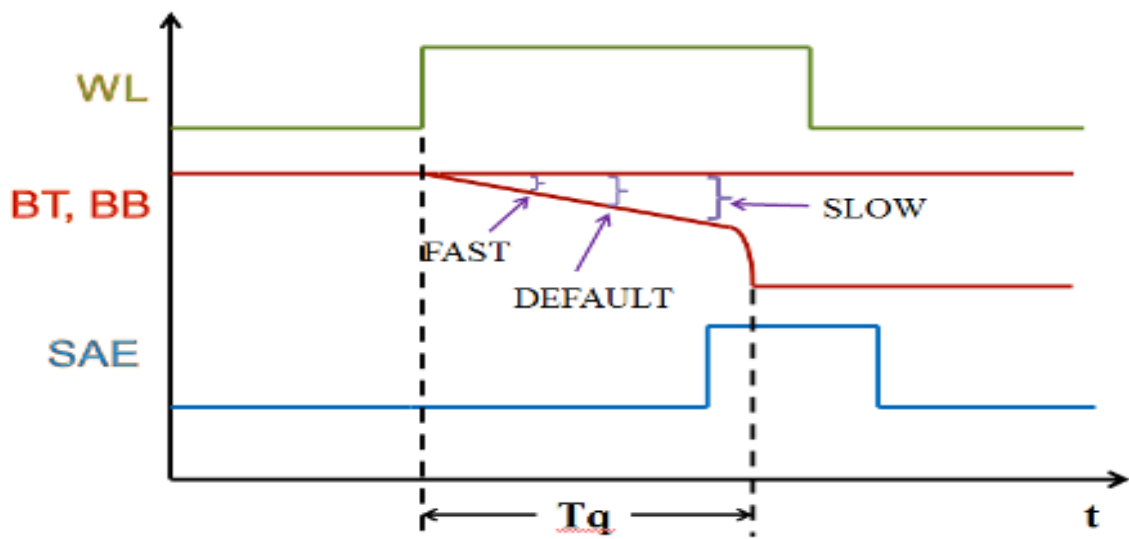 WL
BT, BB
SLOW
FAST
DEFAULT
SAE
Tq
t